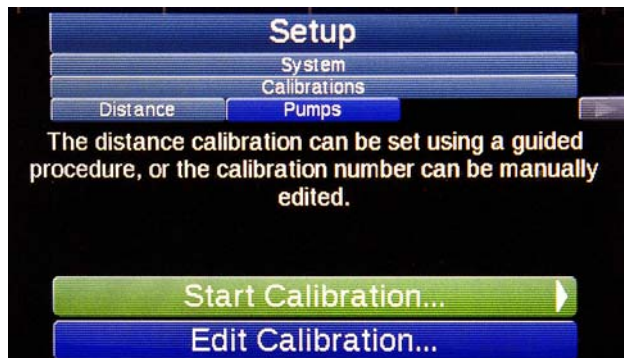 Setup
System
Calibrations
Distance Pumps
The distance calibration can be set using a guided
procedure, or the calibration number can be manually
edited.
Start Calibration...
Edit Calibration...